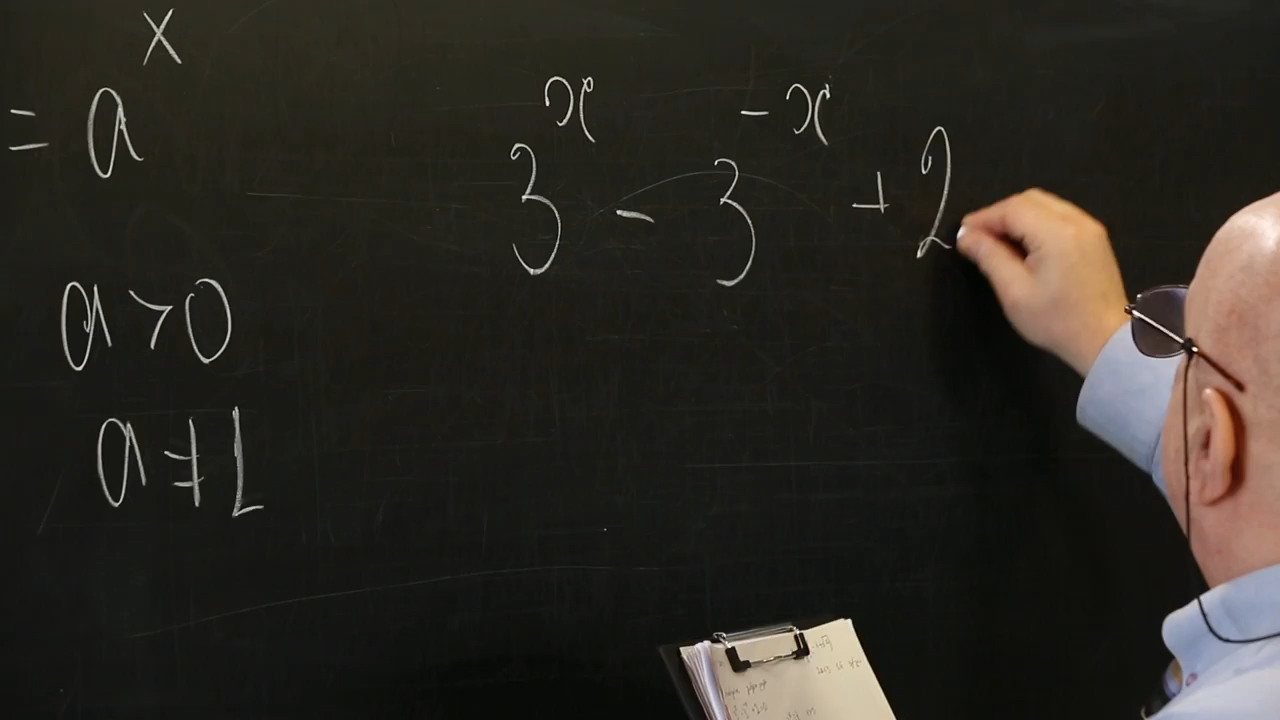 = a^x
3^x - 3^-x + 2
a > 0
a ≠ 1